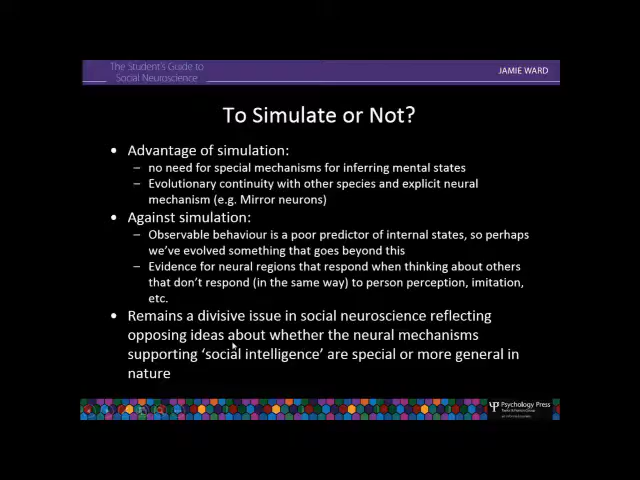 The Student's Guide to
Social Neuroscience
JAMIE WARD
To Simulate or Not?
• Advantage of simulation:
– no need for special mechanisms for inferring mental states
– Evolutionary continuity with other species and explicit neural
mechanism (e.g. Mirror neurons)
• Against simulation:
– Observable behaviour is a poor predictor of internal states, so perhaps
we've evolved something that goes beyond this
– Evidence for neural regions that respond when thinking about others
that don't respond (in the same way) to person perception, imitation,
etc.
• Remains a divisive issue in social neuroscience reflecting
opposing ideas about whether the neural mechanisms
supporting 'social intelligence' are special or more general in
nature
Psychology Press